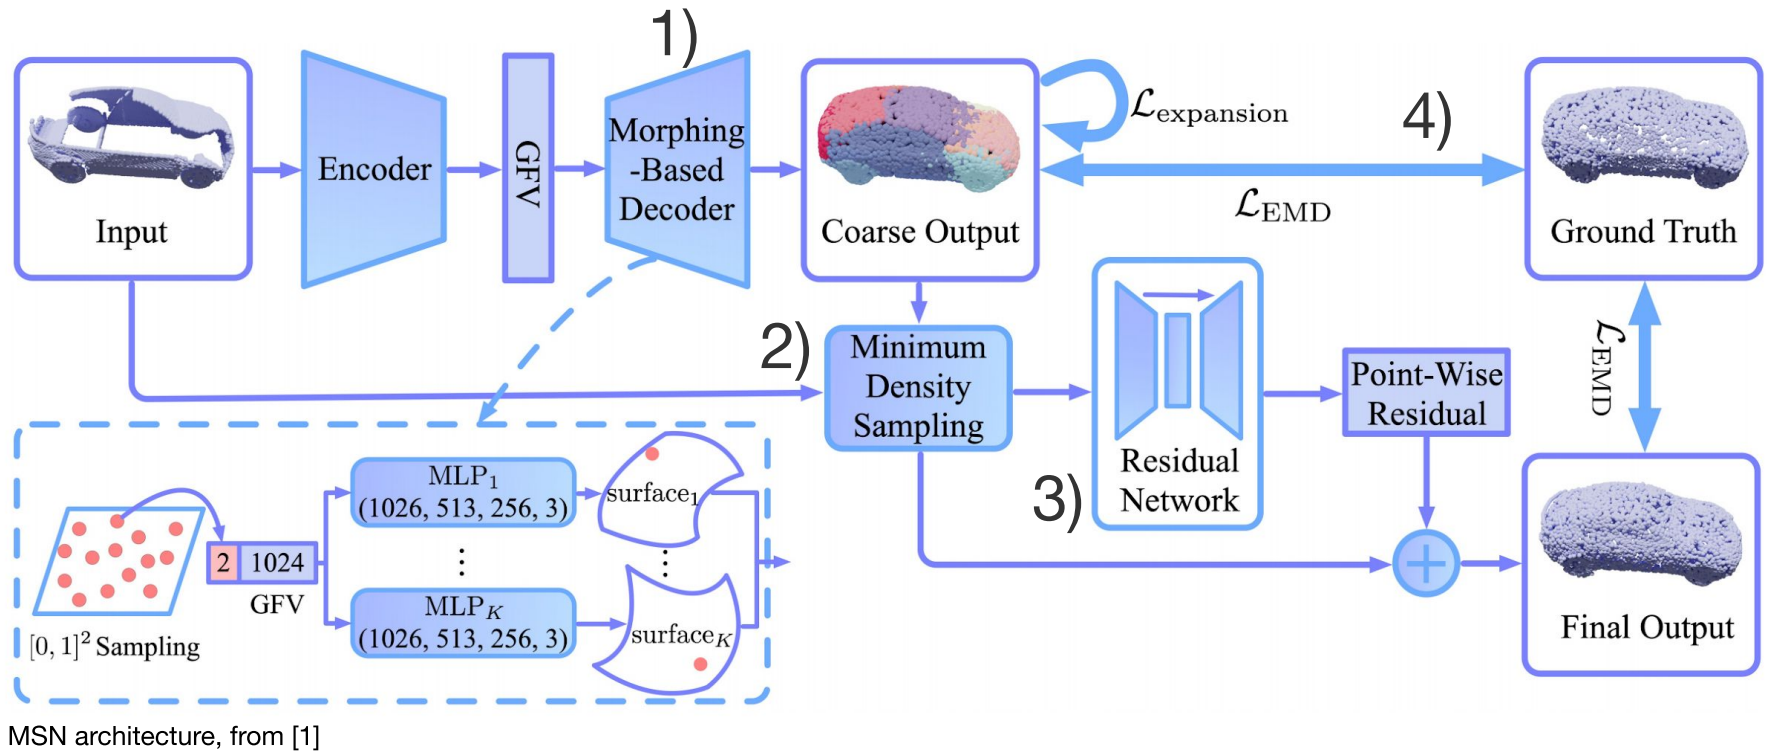 1)
Input
Encoder
GFV
Morphing
-Based
Decoder
Coarse Output
ℒexpansion
4)
ℒEMD
Ground Truth
2)
Minimum
Density
Sampling
3)
Residual
Network
Point-Wise
Residual
ℒEMD
Final Output
[0, 1]² Sampling
2 1024
GFV
MLP₁
(1026, 513, 256, 3)
⋮
MLP_K
(1026, 513, 256, 3)
surface₁
⋮
surface_K
MSN architecture, from [1]